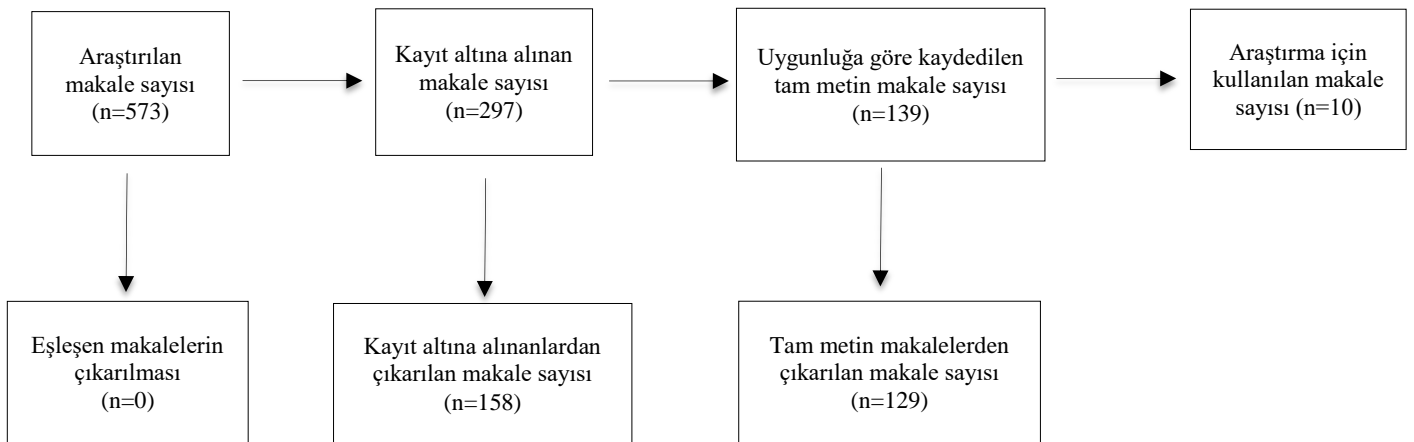 Araştırılan
makale sayısı
(n=573)
Kayıt altına alınan
makale sayısı
(n=297)
Uygunluğa göre kaydedilen
tam metin makale sayısı
(n=139)
Araştırma için
kullanılan makale
sayısı (n=10)
Eşleşen makalelerin
çıkarılması
(n=0)
Kayıt altına alınanlardan
çıkarılan makale sayısı
(n=158)
Tam metin makalelerden
çıkarılan makale sayısı
(n=129)